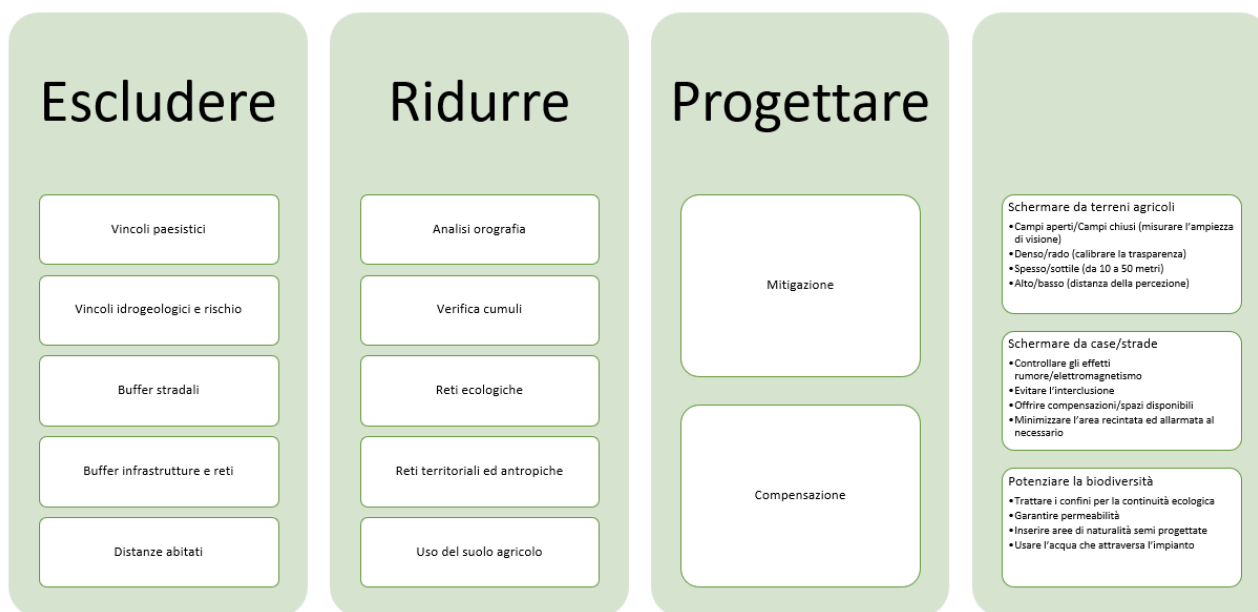 Escludere
Vincoli paesistici
Vincoli idrogeologici e rischio
Buffer stradali
Buffer infrastrutture e reti
Distanze abitati
Ridurre
Analisi orografia
Verifica cumuli
Reti ecologiche
Reti territoriali ed antropiche
Uso del suolo agricolo
Progettare
Mitigazione
Compensazione
Schermare da terreni agricoli
•Campi aperti/Campi chiusi (misurare l'ampiezza
di visione)
•Denso/rado (calibrare la trasparenza)
•Spesso/sottile (da 10 a 50 metri)
•Alto/basso (distanza della percezione)
Schermare da case/strade
•Controllare gli effetti
rumore/elettromagnetismo
•Evitare l'interclusione
•Offrire compensazioni/spazi disponibili
•Minimizzare l'area recintata ed allarmata al
necessario
Potenziare la biodiversità
•Trattare i confini per la continuità ecologica
•Garantire permeabilità
•Inserire aree di naturalità semi progettate
•Usare l'acqua che attraversa l'impianto